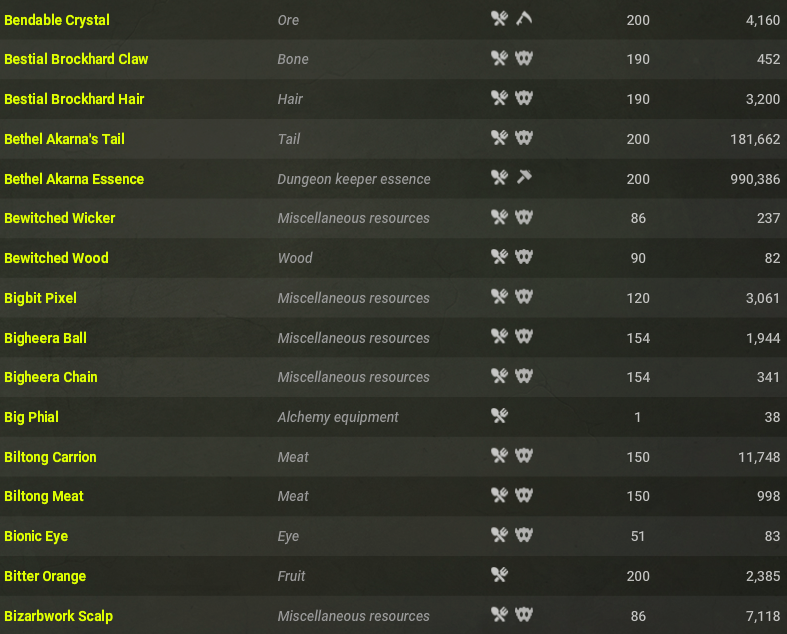 Bendable Crystal Ore 200 4,160
Bestial Brockhard Claw Bone 190 452
Bestial Brockhard Hair Hair 190 3,200
Bethel Akarna's Tail Tail 200 181,662
Bethel Akarna Essence Dungeon keeper essence 200 990,386
Bewitched Wicker Miscellaneous resources 86 237
Bewitched Wood Wood 90 82
Bigbit Pixel Miscellaneous resources 120 3,061
Bigheera Ball Miscellaneous resources 154 1,944
Bigheera Chain Miscellaneous resources 154 341
Big Phial Alchemy equipment 1 38
Biltong Carrion Meat 150 11,748
Biltong Meat Meat 150 998
Bionic Eye Eye 51 83
Bitter Orange Fruit 200 2,385
Bizarbwork Scalp Miscellaneous resources 86 7,118